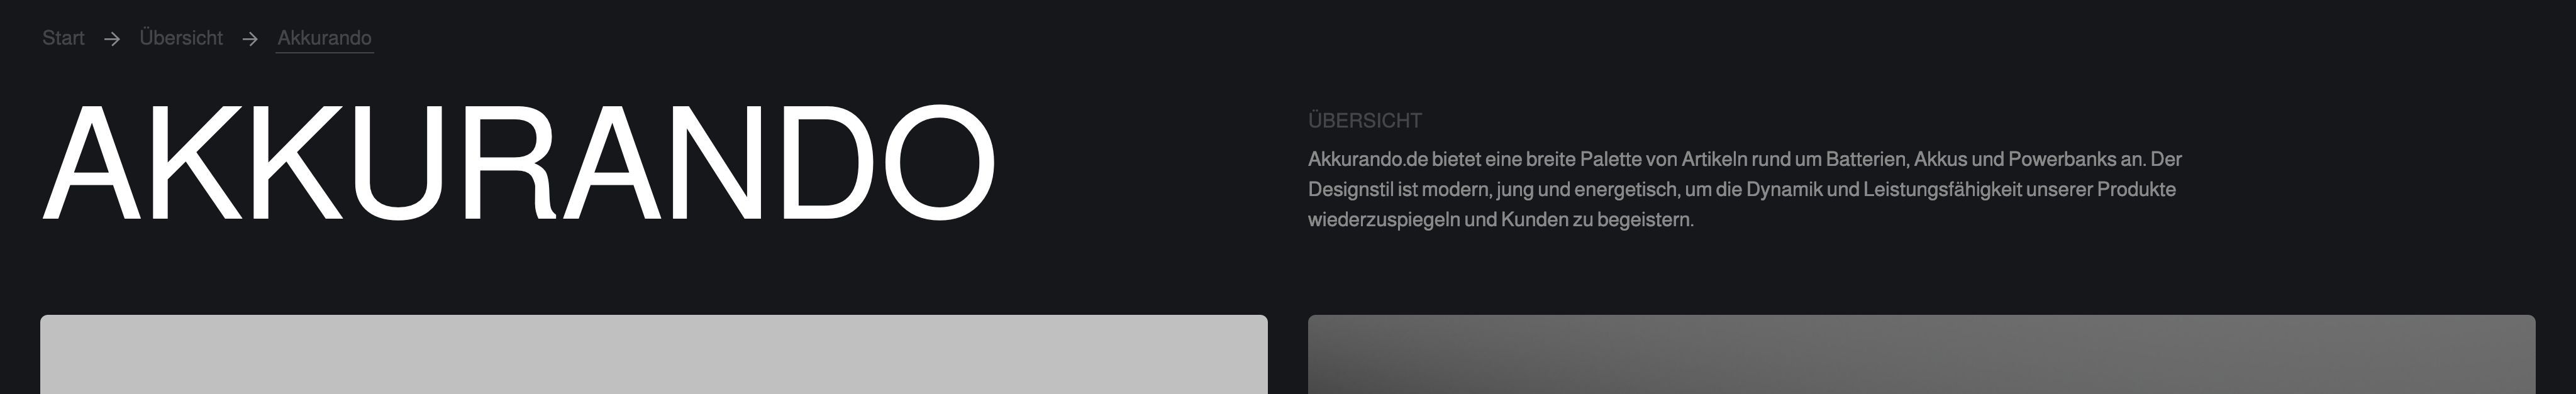 Start → Übersicht → Akkurando
AKKURANDO
ÜBERSICHT
Akkurando.de bietet eine breite Palette von Artikeln rund um Batterien, Akkus und Powerbanks an. Der
Designstil ist modern, jung und energetisch, um die Dynamik und Leistungsfähigkeit unserer Produkte
wiederzuspiegeln und Kunden zu begeistern.